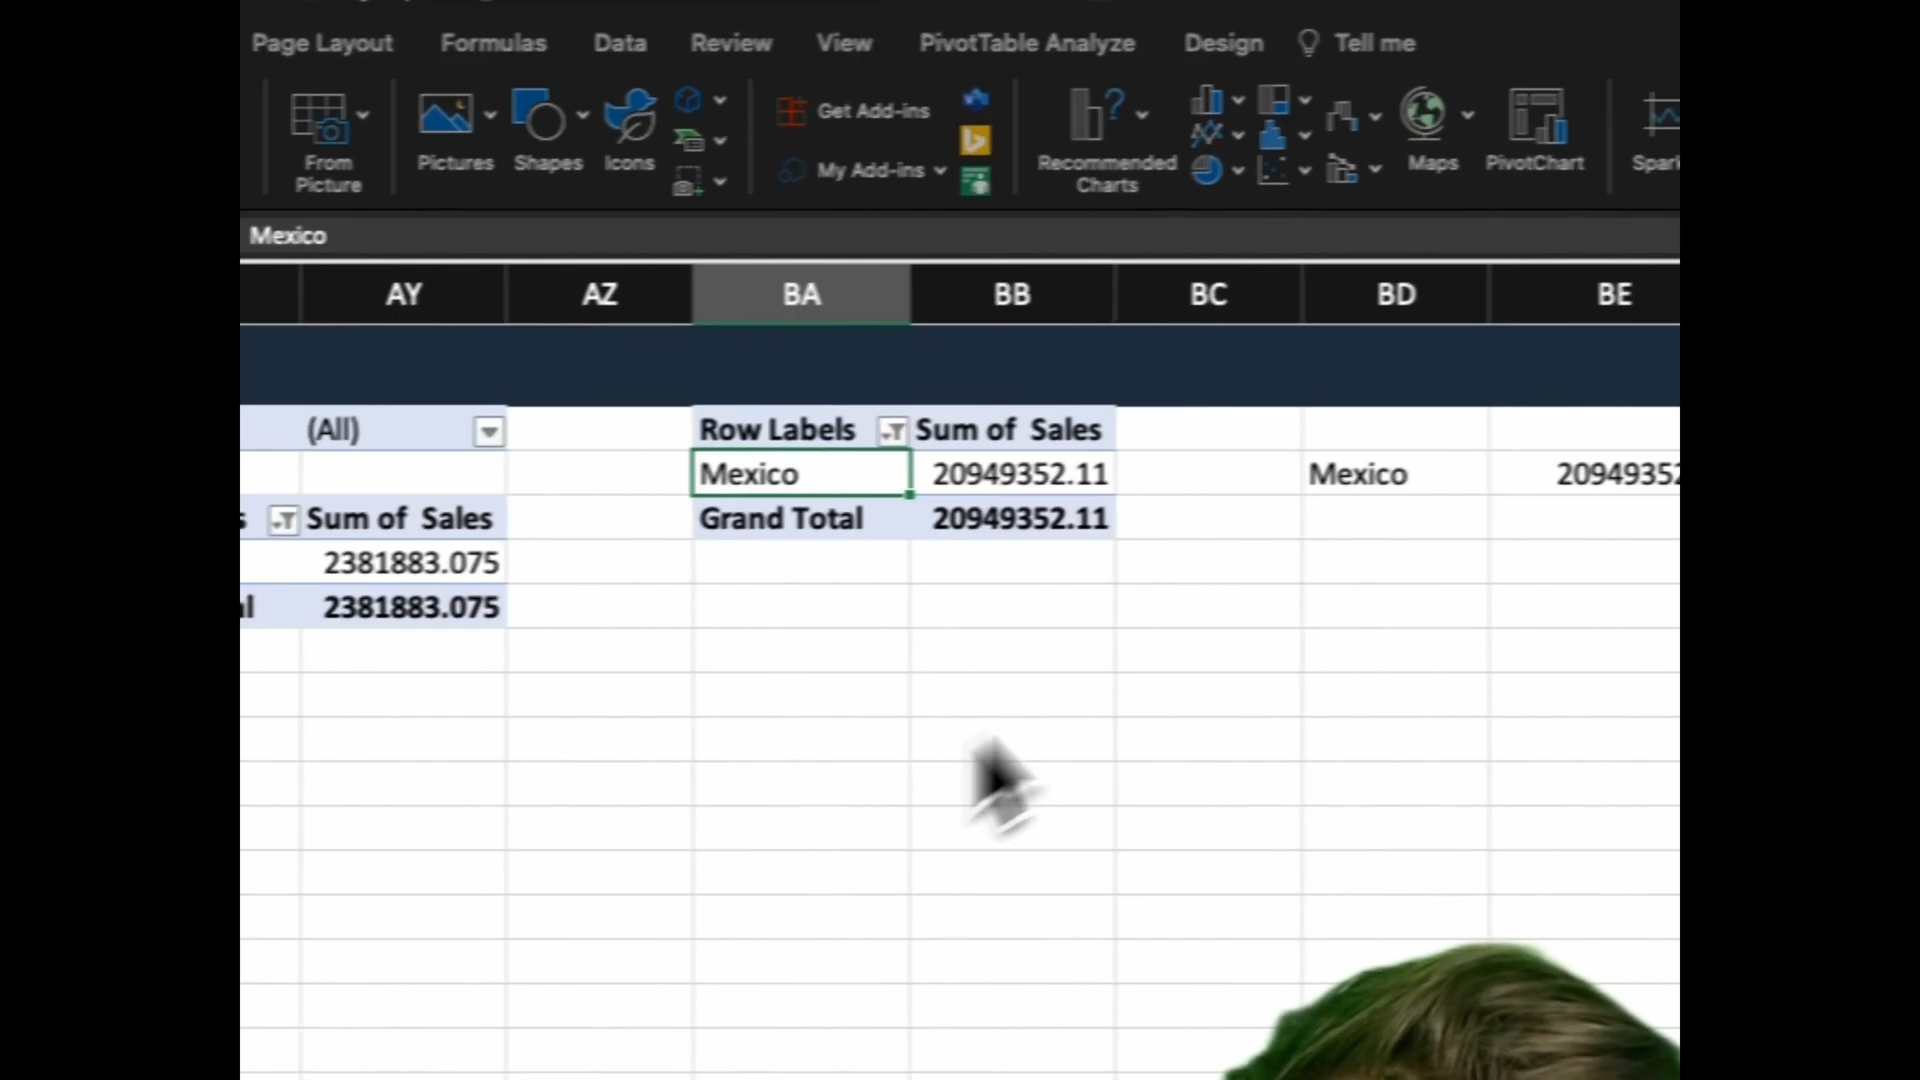 Page Layout Formulas Data Review View PivotTable Analyze Design Tell me
From Picture
Pictures
Shapes
Icons
Get Add-ins
My Add-ins
Recommended Charts
Maps
PivotChart
Mexico
AY AZ BA BB BC BD BE
(All) Row Labels Sum of Sales
Mexico 20949352.11 Mexico 2094935
Sum of Sales Grand Total 20949352.11
2381883.075
2381883.075